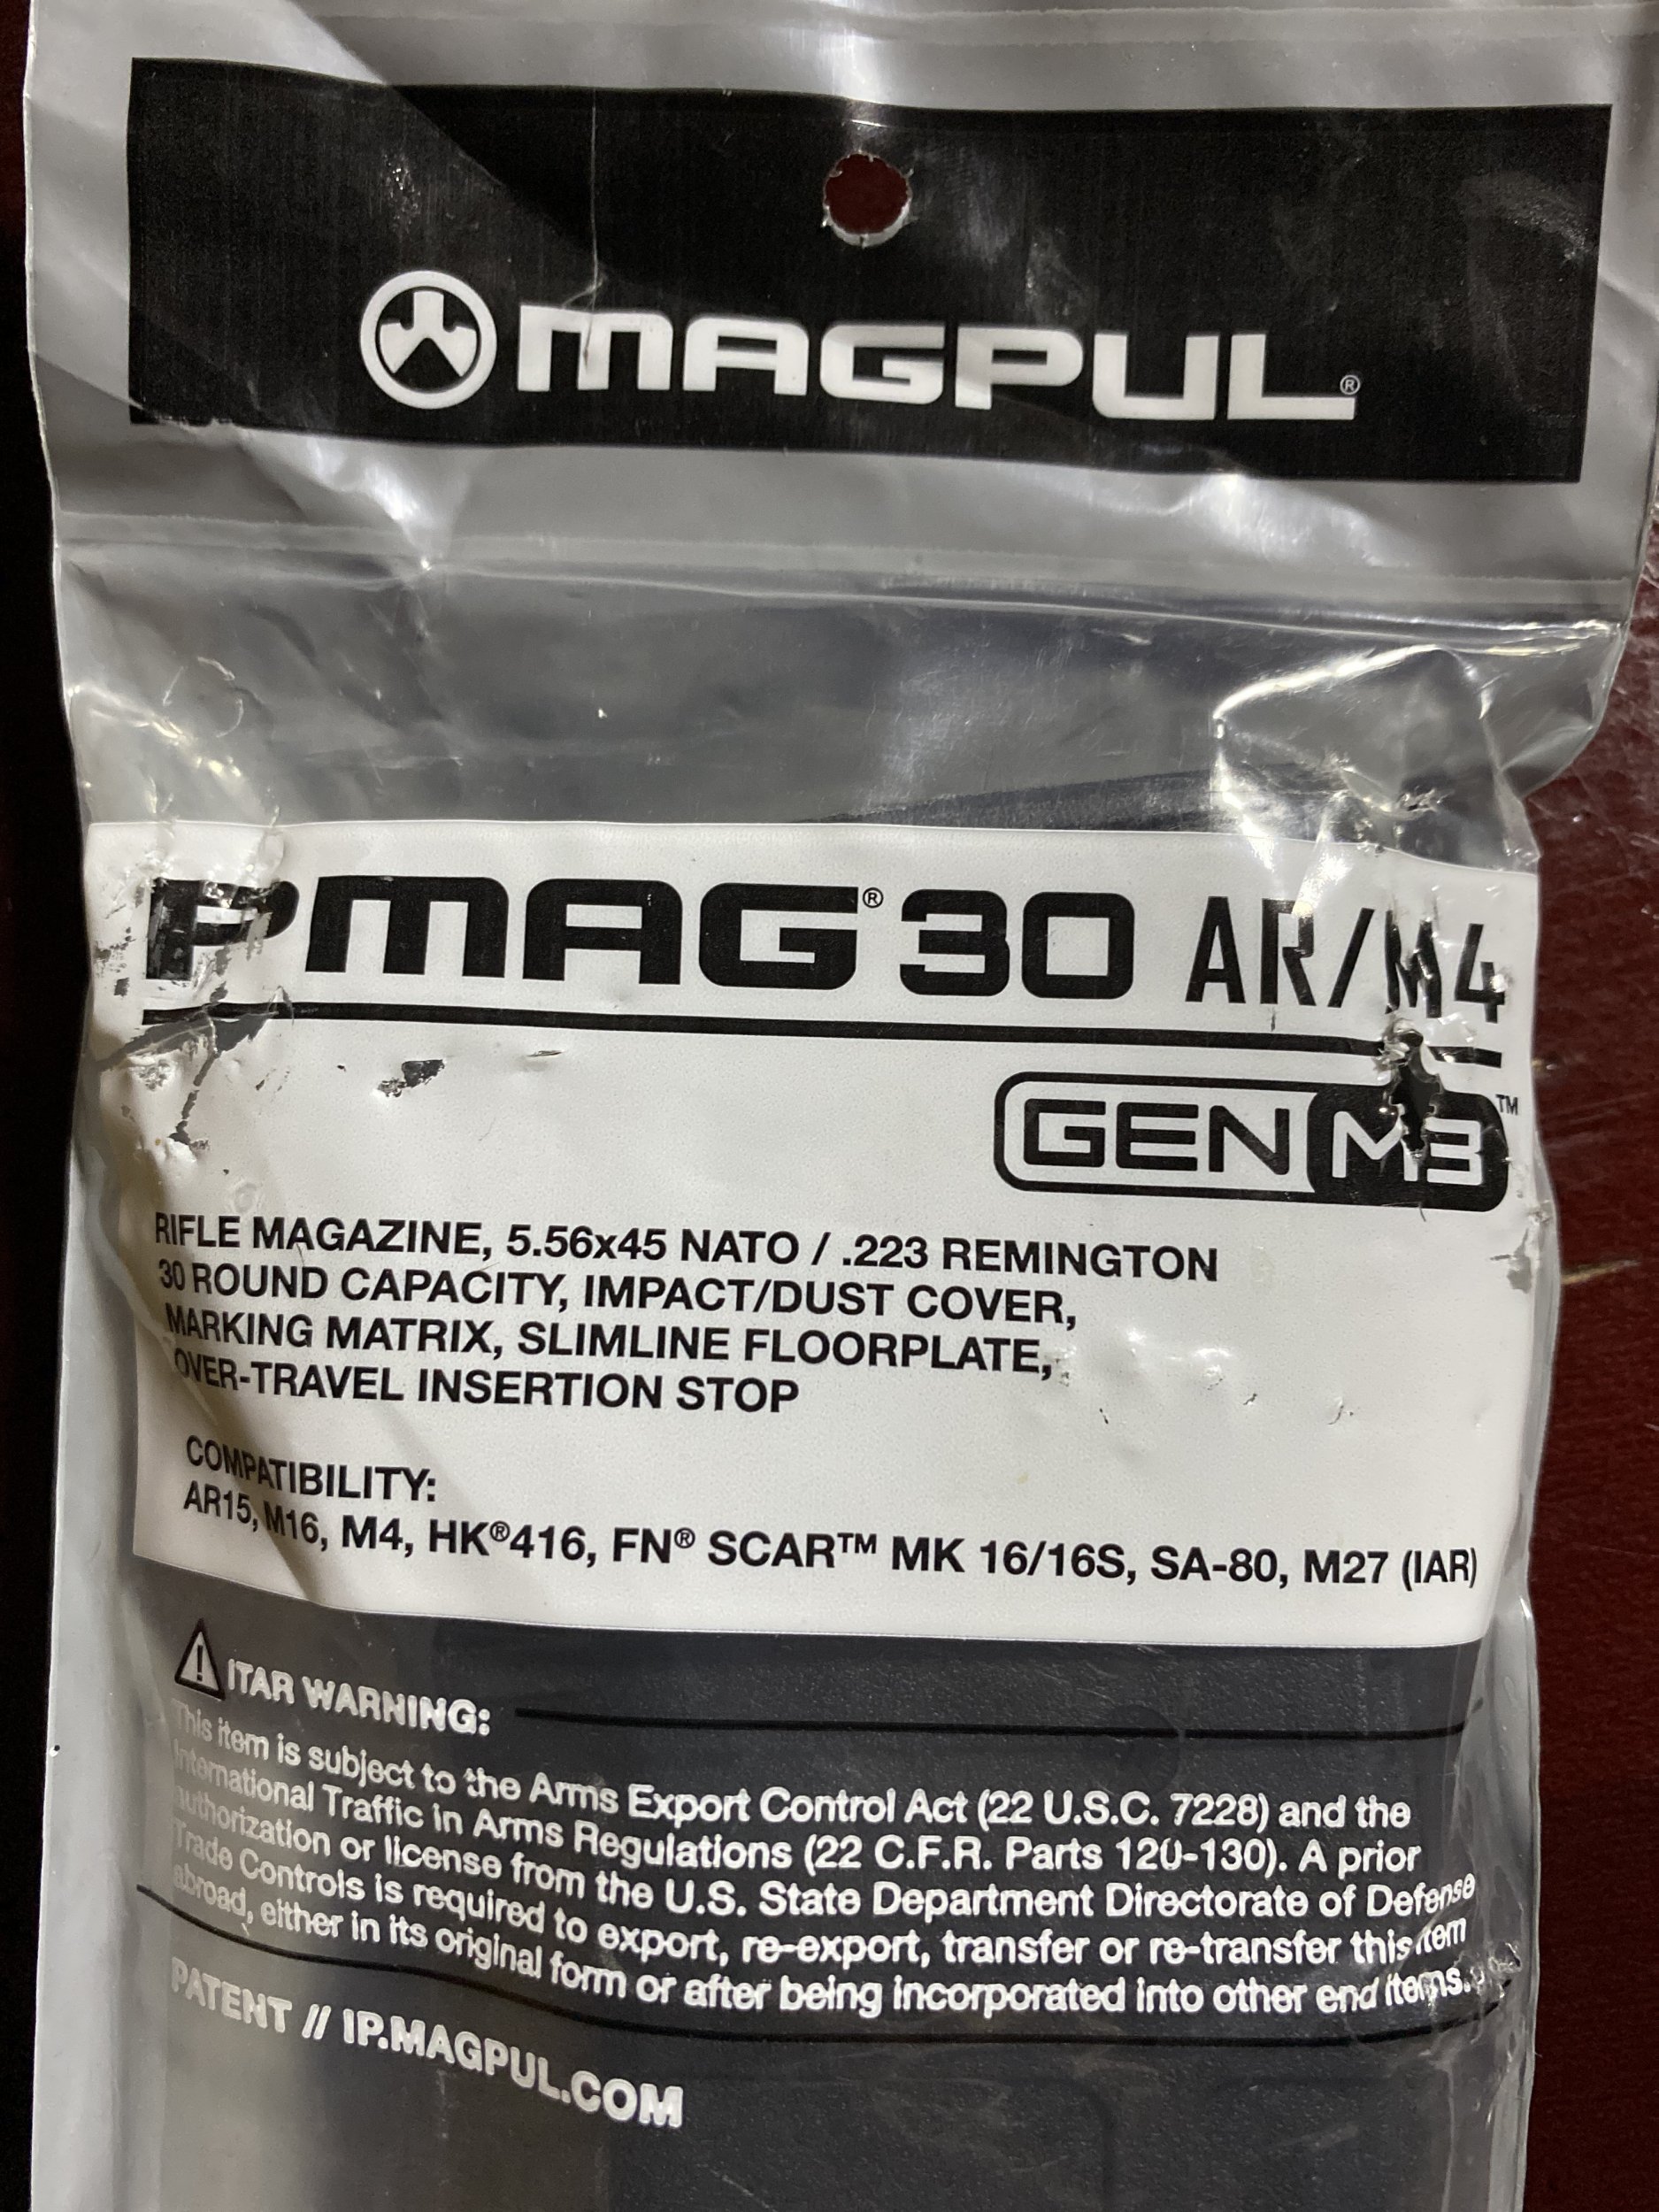 MAGPUL®
PMAG® 30 AR/M4
GEN M3™
RIFLE MAGAZINE, 5.56x45 NATO / .223 REMINGTON
30 ROUND CAPACITY, IMPACT/DUST COVER,
MARKING MATRIX, SLIMLINE FLOORPLATE,
OVER-TRAVEL INSERTION STOP
COMPATIBILITY:
AR15, M16, M4, HK®416, FN® SCAR™ MK 16/16S, SA-80, M27 (IAR)
ITAR WARNING:
This item is subject to the Arms Export Control Act (22 U.S.C. 7228) and the
International Traffic in Arms Regulations (22 C.F.R. Parts 120-130). A prior
authorization or license from the U.S. State Department Directorate of Defense
Trade Controls is required to export, re-export, transfer or re-transfer this item
abroad, either in its original form or after being incorporated into other end items.
PATENT // IP.MAGPUL.COM